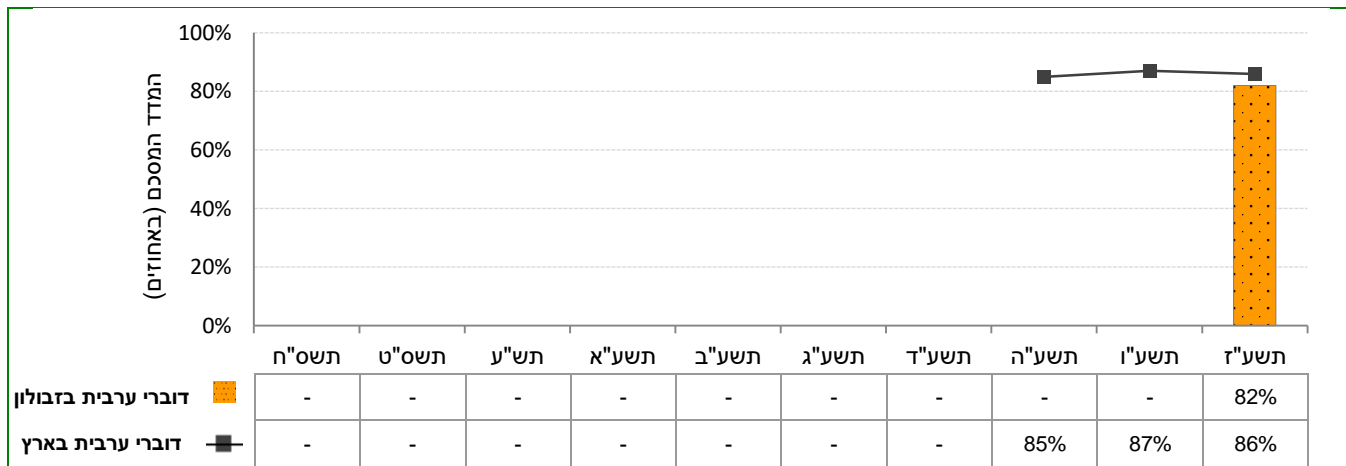 המדד המסכם (באחוזים)
100%
80%
60%
40%
20%
0%
תשס"ח תשס"ט תש"ע תשע"א תשע"ב תשע"ג תשע"ד תשע"ה תשע"ו תשע"ז
דוברי ערבית בזבולון - - - - - - - - - 82%
דוברי ערבית בארץ - - - - - - - 85% 87% 86%